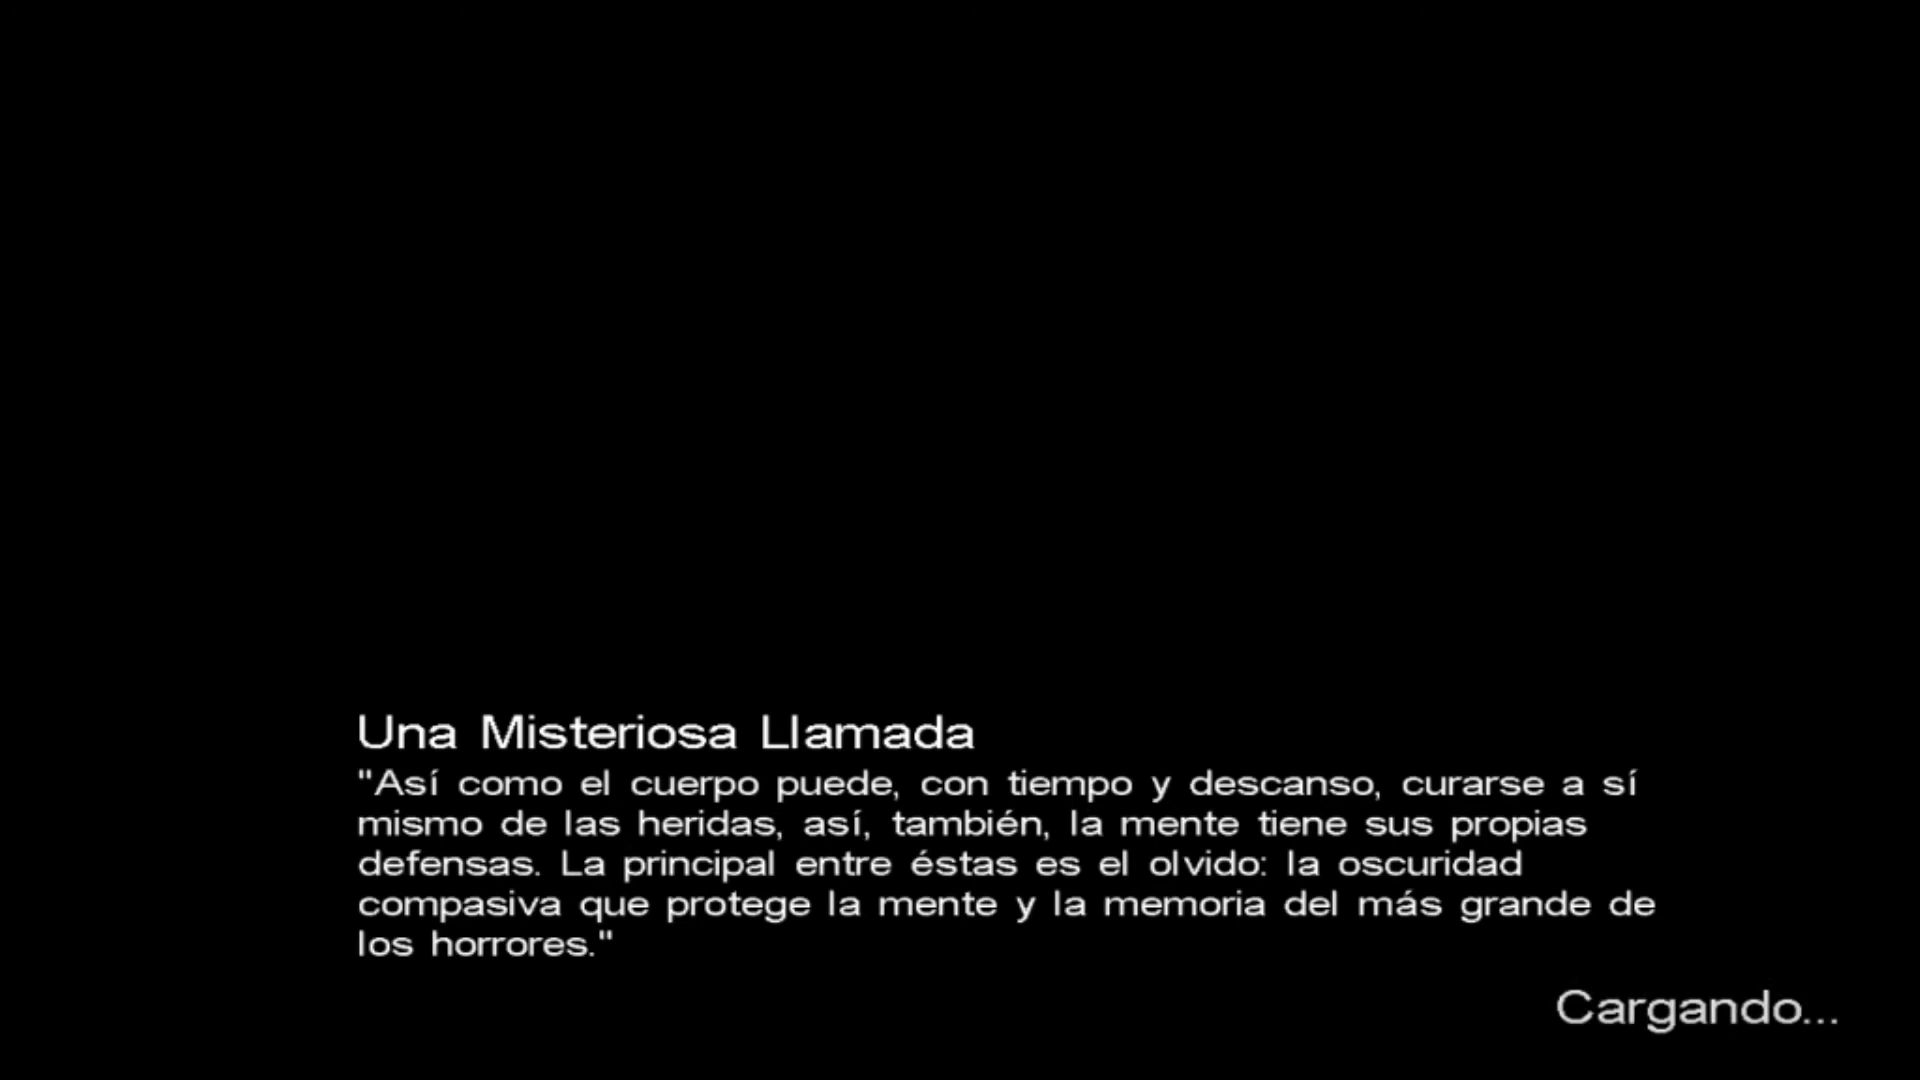 Una Misteriosa Llamada
"Así como el cuerpo puede, con tiempo y descanso, curarse a sí
mismo de las heridas, así, también, la mente tiene sus propias
defensas. La principal entre éstas es el olvido: la oscuridad
compasiva que protege la mente y la memoria del más grande de
los horrores."
Cargando...